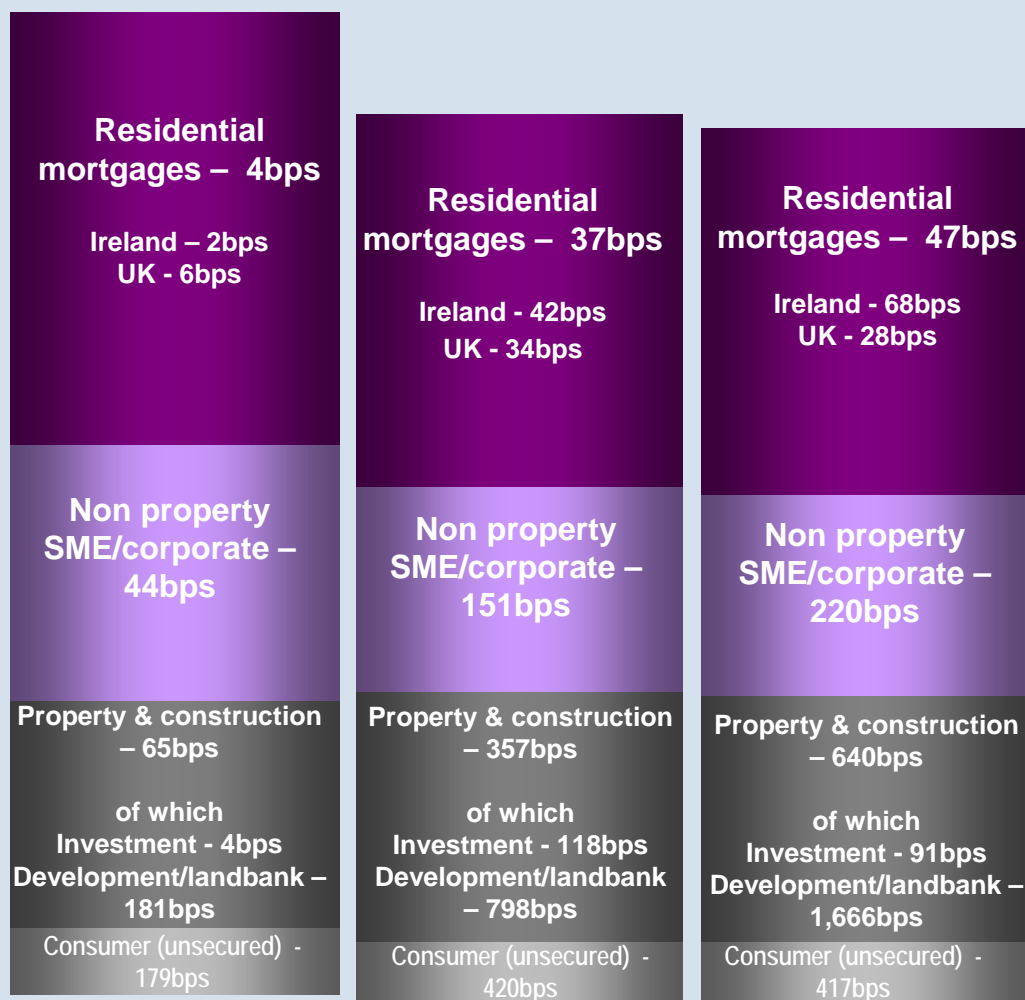 Residential
mortgages – 4bps
Ireland – 2bps
UK - 6bps
Non property
SME/corporate –
44bps
Property & construction
– 65bps
of which
Investment - 4bps
Development/landbank –
181bps
Consumer (unsecured) -
179bps
Residential
mortgages – 37bps
Ireland - 42bps
UK - 34bps
Non property
SME/corporate –
151bps
Property & construction
– 357bps
of which
Investment - 118bps
Development/landbank
– 798bps
Consumer (unsecured) -
420bps
Residential
mortgages – 47bps
Ireland - 68bps
UK - 28bps
Non property
SME/corporate –
220bps
Property & construction
– 640bps
of which
Investment - 91bps
Development/landbank –
1,666bps
Consumer (unsecured) -
417bps